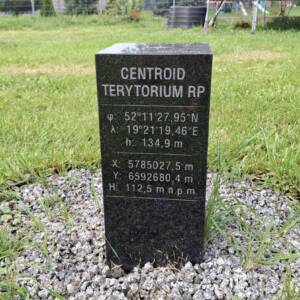 CENTROID
TERYTORIUM RP
φ: 52°11'27,95"N
λ: 19°21'19,46"E
h: 134,9 m
X: 5785027,5 m
Y: 6592680,4 m
H: 112,5 m n.p.m.